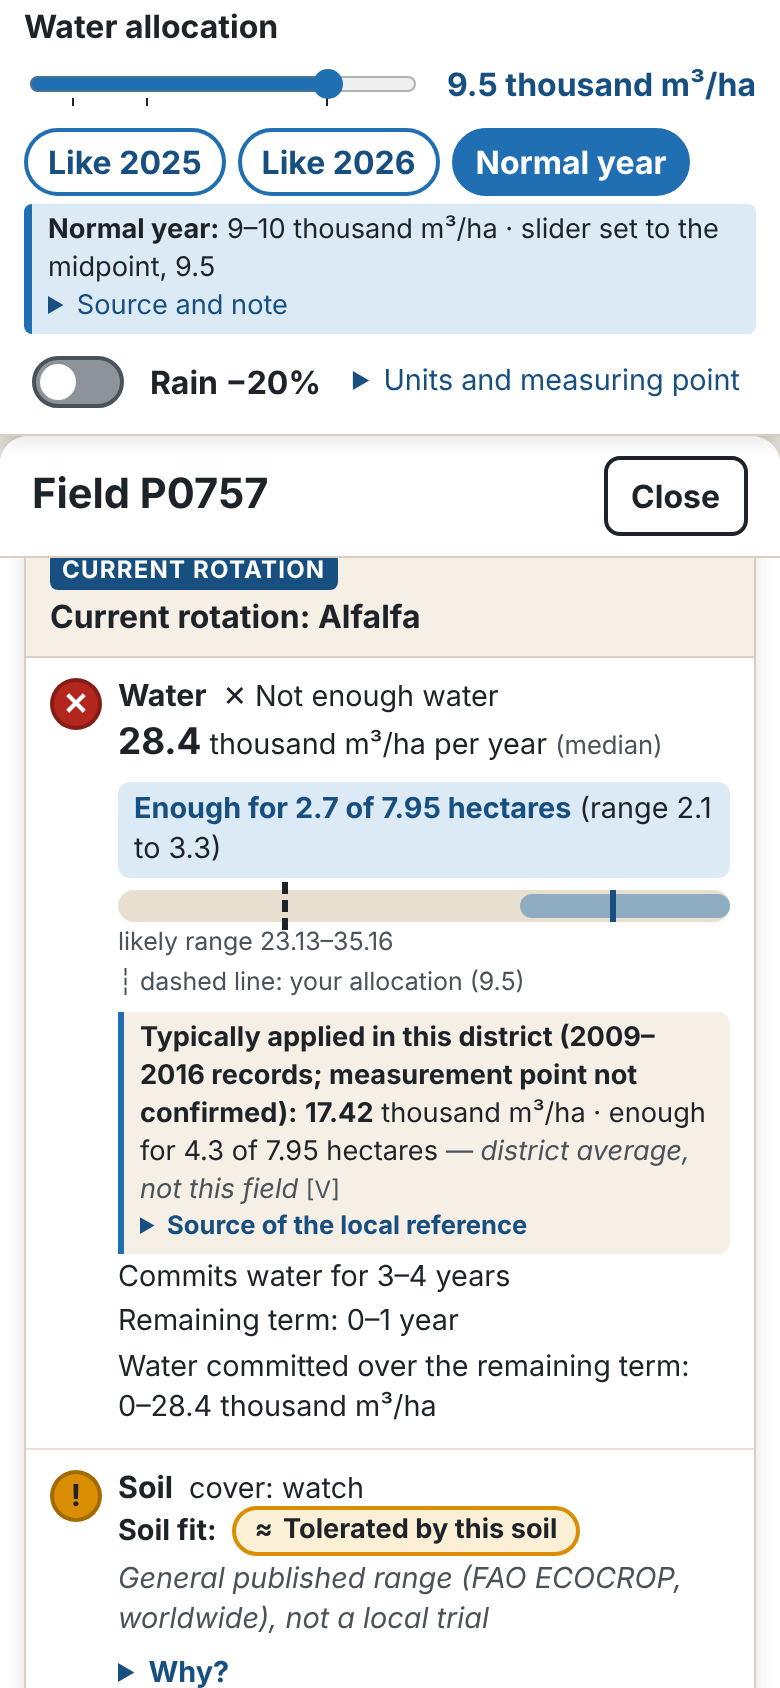 Water allocation
9.5 thousand m³/ha
Like 2025
Like 2026
Normal year
Normal year: 9–10 thousand m³/ha · slider set to the
midpoint, 9.5
▶ Source and note
Rain −20%
▶ Units and measuring point
Field P0757
Close
CURRENT ROTATION
Current rotation: Alfalfa
Water ✕ Not enough water
28.4 thousand m³/ha per year (median)
Enough for 2.7 of 7.95 hectares (range 2.1
to 3.3)
likely range 23.13–35.16
┊ dashed line: your allocation (9.5)
Typically applied in this district (2009–
2016 records; measurement point not
confirmed): 17.42 thousand m³/ha · enough
for 4.3 of 7.95 hectares — district average,
not this field [V]
▶ Source of the local reference
Commits water for 3–4 years
Remaining term: 0–1 year
Water committed over the remaining term:
0–28.4 thousand m³/ha
! Soil cover: watch
Soil fit: ≈ Tolerated by this soil
General published range (FAO ECOCROP,
worldwide), not a local trial
▶ Why?